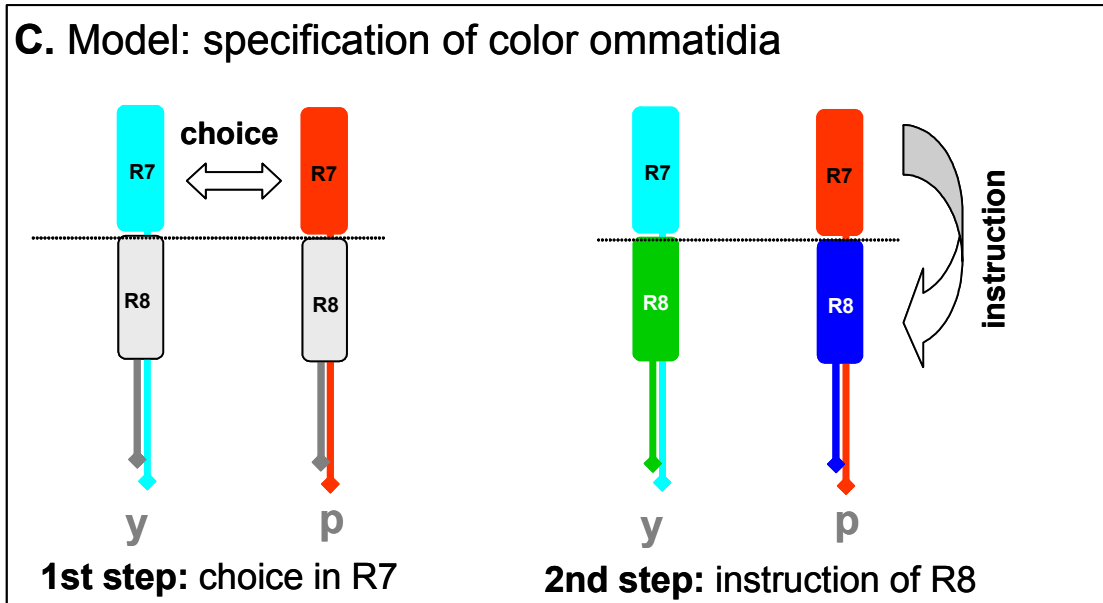 C. Model: specification of color ommatidia
choice
R7
R7
R8
R8
y
p
1st step: choice in R7
R7
R7
R8
R8
instruction
y
p
2nd step: instruction of R8